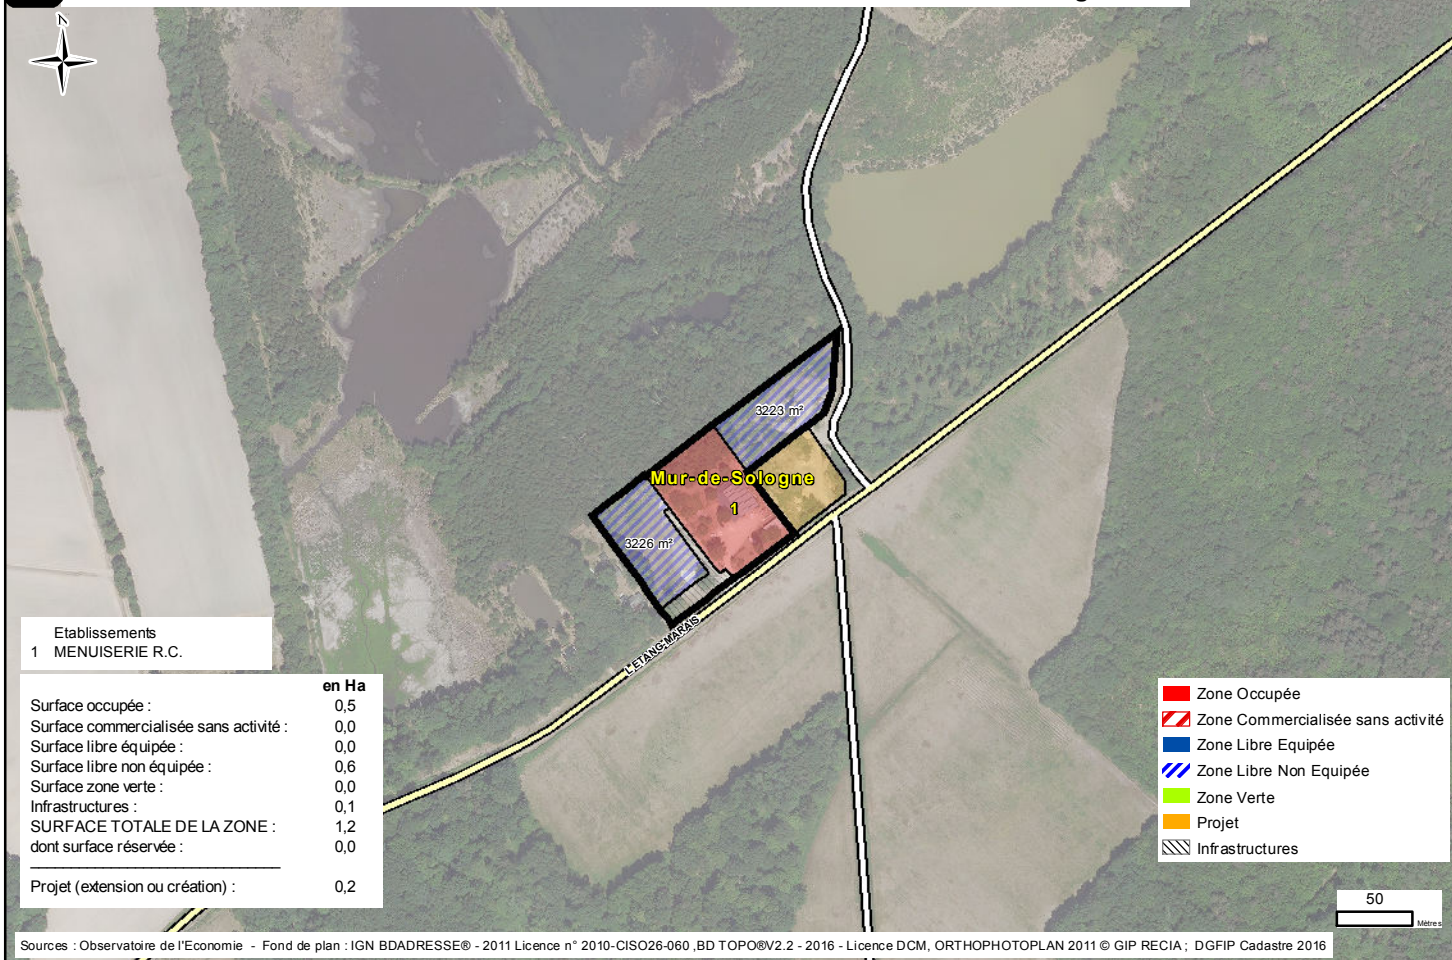 N
3223 m²
Mur-de-Sologne
1
3226 m²
L'ETANG-MARAIS
Etablissements
1 MENUISERIE R.C.
en Ha
Surface occupée : 0,5
Surface commercialisée sans activité : 0,0
Surface libre équipée : 0,0
Surface libre non équipée : 0,6
Surface zone verte : 0,0
Infrastructures : 0,1
SURFACE TOTALE DE LA ZONE : 1,2
dont surface réservée : 0,0
Projet (extension ou création) : 0,2
Zone Occupée
Zone Commercialisée sans activité
Zone Libre Equipée
Zone Libre Non Equipée
Zone Verte
Projet
Infrastructures
50
Mètres
Sources : Observatoire de l'Economie - Fond de plan : IGN BDADRESSE® - 2011 Licence n° 2010-CISO26-060 ,BD TOPO®V2.2 - 2016 - Licence DCM, ORTHOPHOTOPLAN 2011 © GIP RECIA ; DGFIP Cadastre 2016